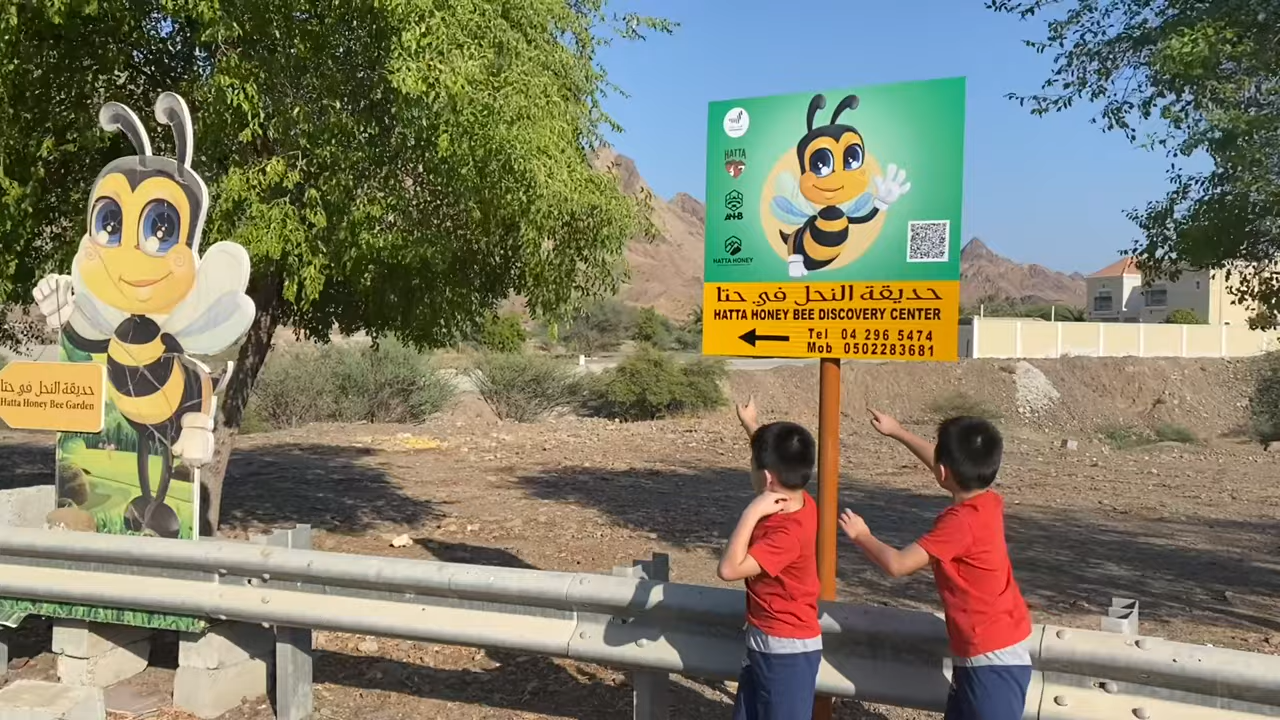 حديقة النحل في حتا
Hatta Honey Bee Garden
HATTA
HATTA HONEY
حديقة النحل في حتا
HATTA HONEY BEE DISCOVERY CENTER
Tel 04 296 5474
Mob 0502283681